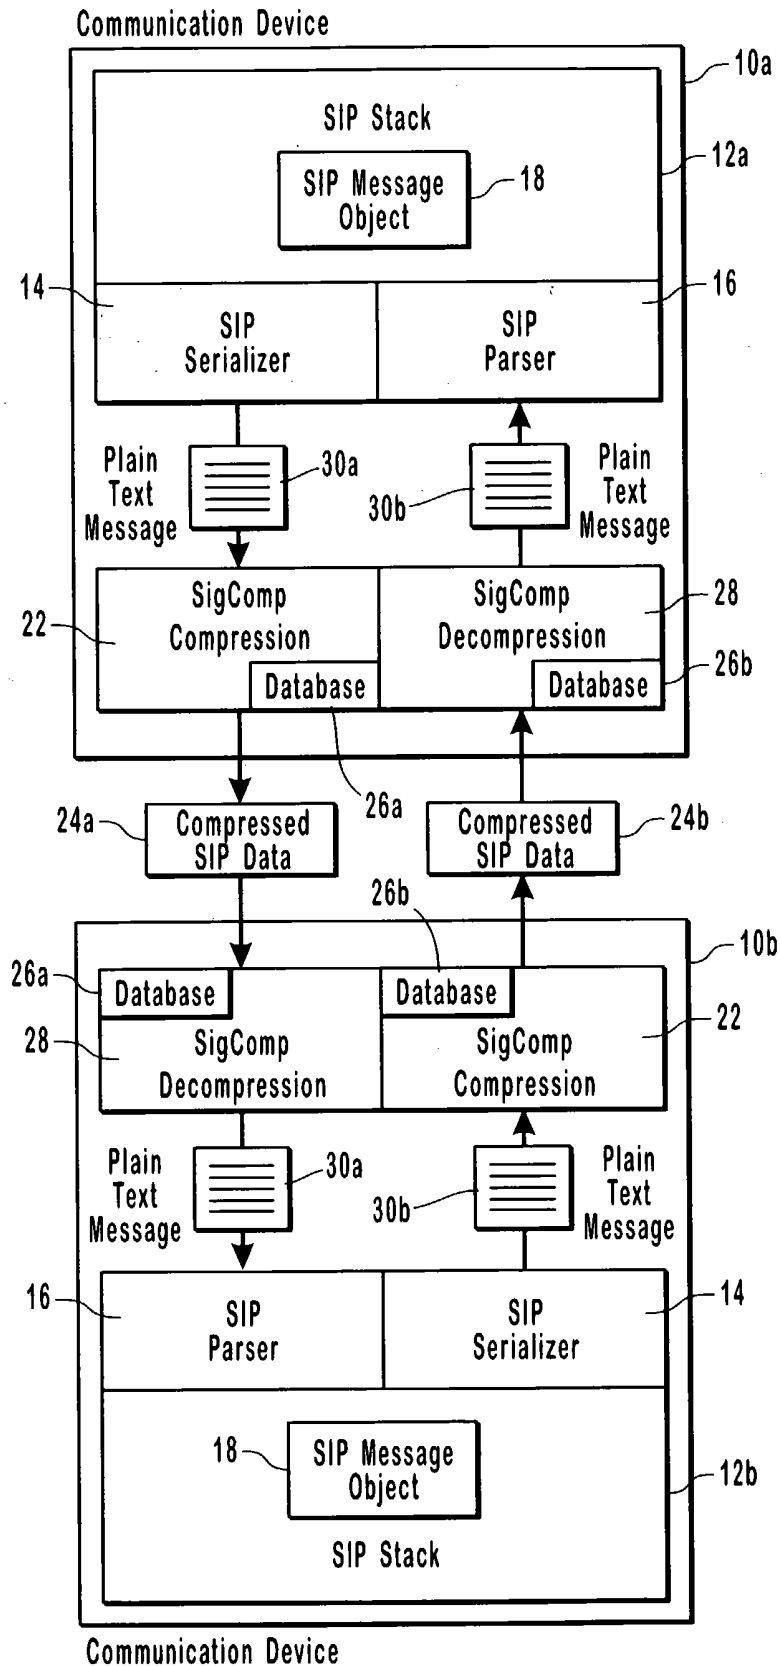 Communication Device
10a
SIP Stack
12a
SIP Message
Object
18
14
16
SIP
Serializer
SIP
Parser
Plain
Text
Message
30a
30b
Plain
Text
Message
SigComp
Compression
22
SigComp
Decompression
28
Database
26a
Database
26b
24a
Compressed
SIP Data
Compressed
SIP Data
24b
26b
10b
26a
Database
Database
28
SigComp
Decompression
SigComp
Compression
22
Plain
Text
Message
30a
30b
Plain
Text
Message
16
SIP
Parser
SIP
Serializer
14
18
SIP Message
Object
12b
SIP Stack
Communication Device